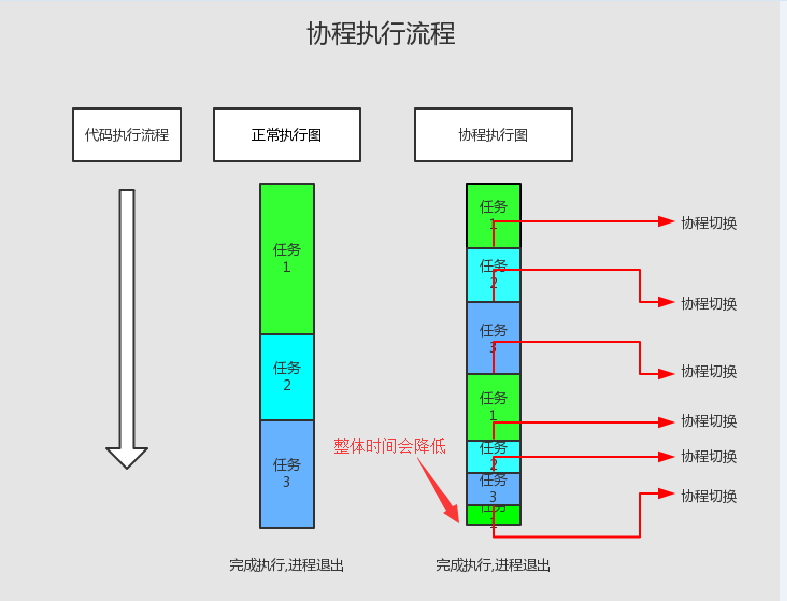 协程执行流程
代码执行流程
正常执行图
协程执行图
任务
1
任务
2
任务
3
任务
1
任务
2
任务
3
任务
1
任务
2
任务
3
任务
1
协程切换
协程切换
协程切换
协程切换
协程切换
协程切换
整体时间会降低
完成执行,进程退出
完成执行,进程退出